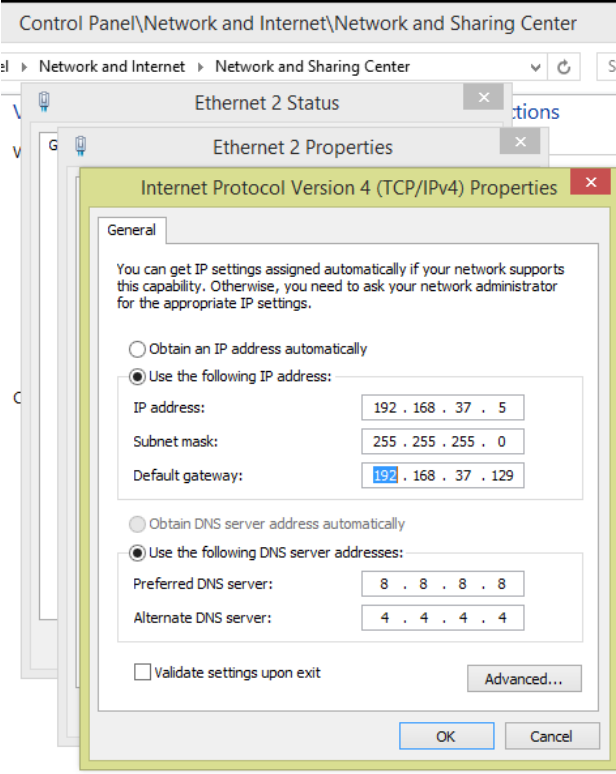 Control Panel\Network and Internet\Network and Sharing Center
el ▸ Network and Internet ▸ Network and Sharing Center
S
Ethernet 2 Status
ctions
Ethernet 2 Properties
G
Internet Protocol Version 4 (TCP/IPv4) Properties
General
You can get IP settings assigned automatically if your network supports
this capability. Otherwise, you need to ask your network administrator
for the appropriate IP settings.
Obtain an IP address automatically
Use the following IP address:
IP address: 192 . 168 . 37 . 5
Subnet mask: 255 . 255 . 255 . 0
Default gateway: 192 . 168 . 37 . 129
Obtain DNS server address automatically
Use the following DNS server addresses:
Preferred DNS server: 8 . 8 . 8 . 8
Alternate DNS server: 4 . 4 . 4 . 4
Validate settings upon exit
Advanced...
OK Cancel